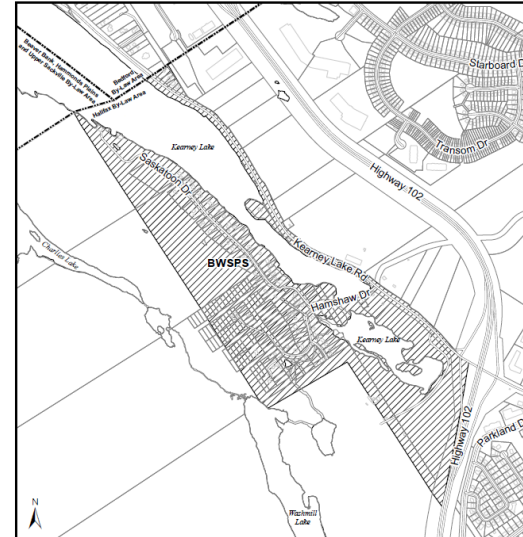 Beaver Bank, Hammonds Plains
and Upper Sackville By-Law Area
Bedford
By-Law Area
Halifax By-Law Area
Starboard D
Transom Dr
Kearney Lake
Highway 102
Saskatoon Dr
Charlies Lake
Kearney Lake Rd
BWSPS
Hamshaw Dr
Kearney Lake
Highway 102
Parkland D
Washmill
Lake
N